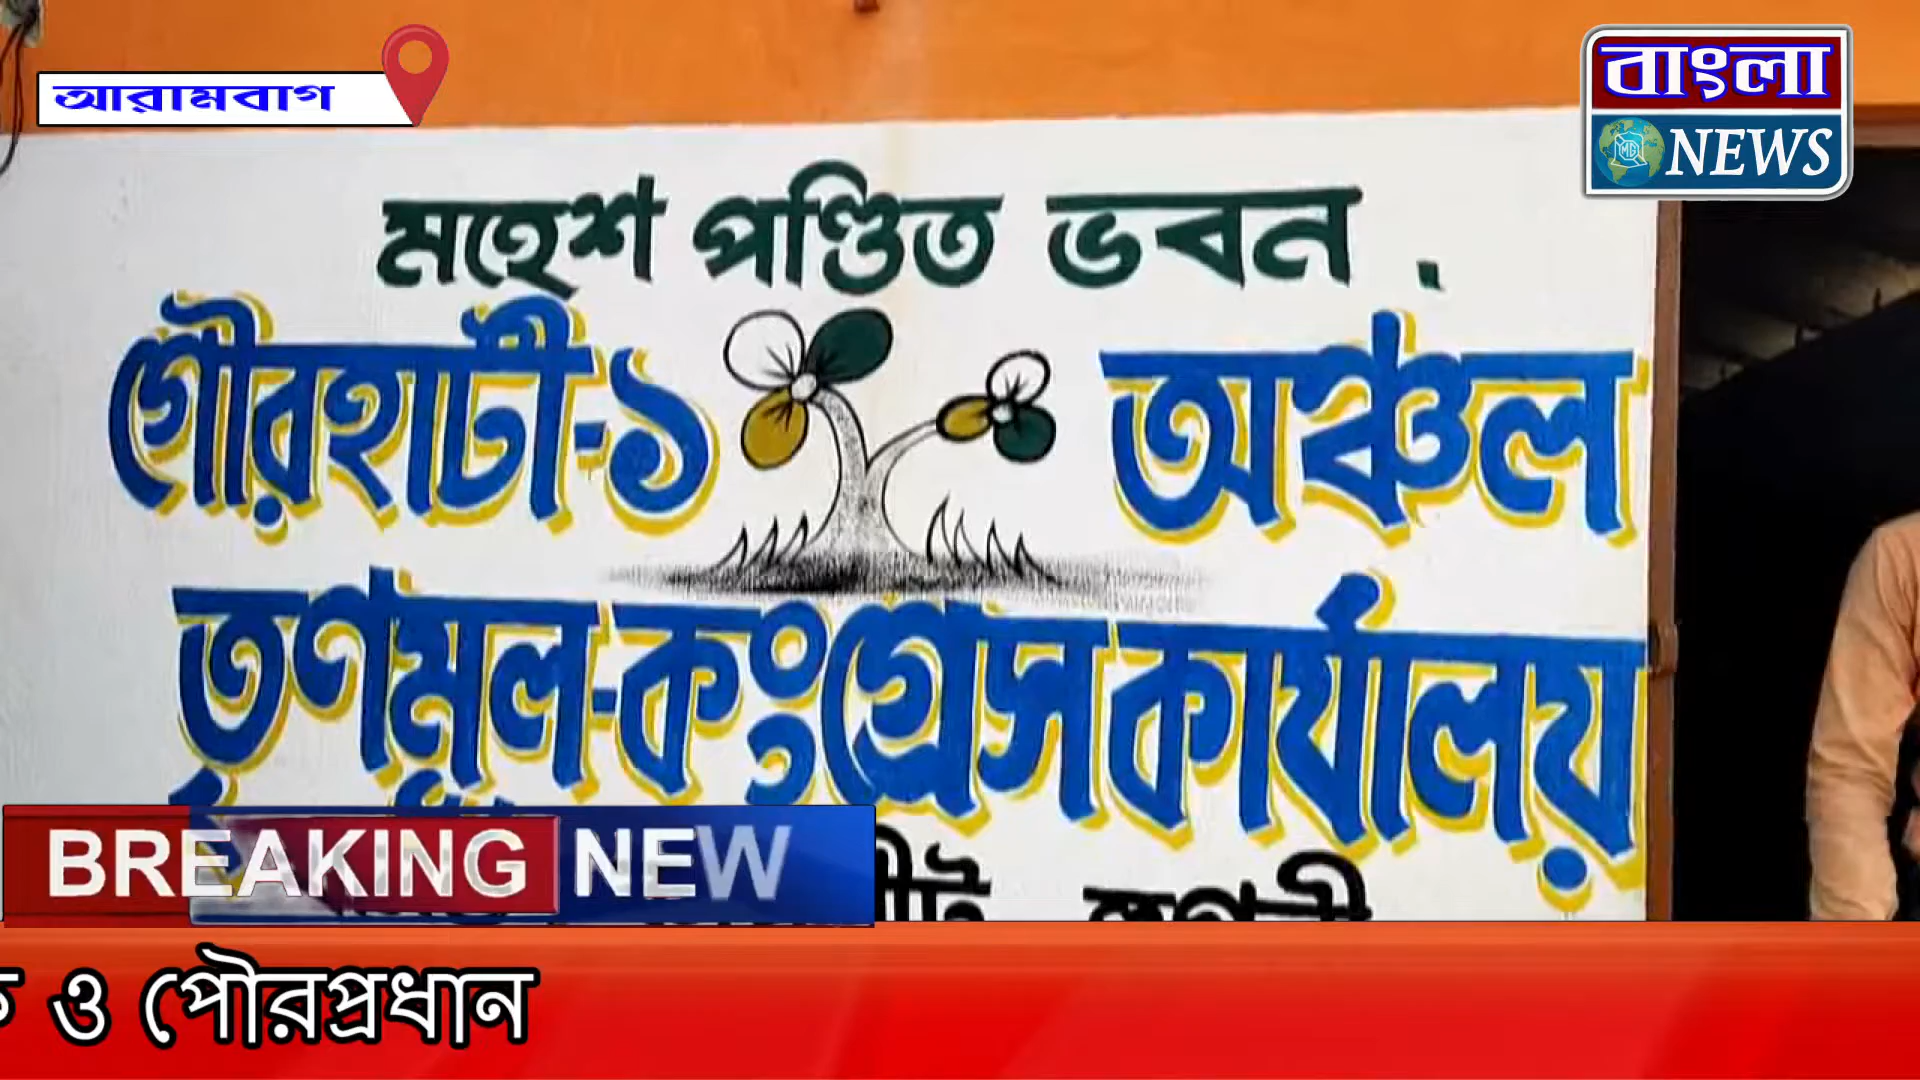 আরামবাগ
বাংলা
NEWS
মহেশ পণ্ডিত ভবন .
গৌরহাটী-১ অঞ্চল
তৃণমূল-কংগ্রেস কার্যালয়
BREAKING NEW
ও পৌরপ্রধান